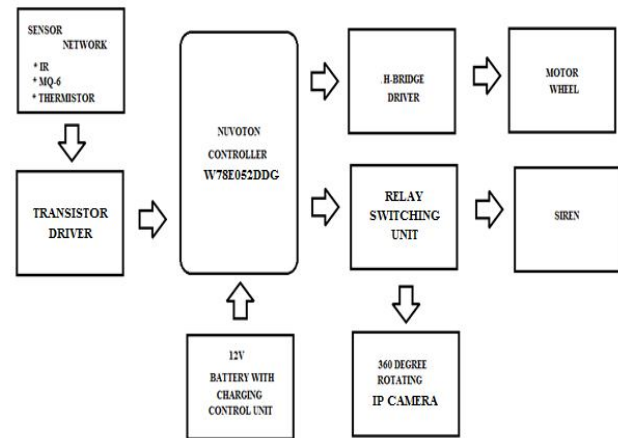 SENSOR
NETWORK
* IR
* MQ-6
* THERMISTOR
TRANSISTOR
DRIVER
NUVOTON
CONTROLLER
W78E052DDG
12V
BATTERY WITH
CHARGING
CONTROL UNIT
H-BRIDGE
DRIVER
MOTOR
WHEEL
RELAY
SWITCHING
UNIT
SIREN
360 DEGREE
ROTATING
IP CAMERA